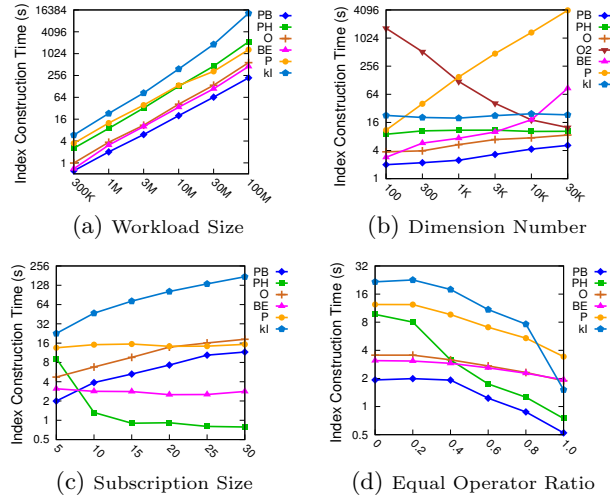 Index Construction Time (s)
16384
4096
1024
256
64
16
4
1
300K
1M
3M
10M
30M
100M
PB
PH
O
BE
P
kI
(a) Workload Size
Index Construction Time (s)
4096
1024
256
64
16
4
1
100
300
1K
3K
10K
30K
PB
PH
O
O2
BE
P
kI
(b) Dimension Number
Index Construction Time (s)
256
128
64
32
16
8
4
2
1
0.5
5
10
15
20
25
30
PB
PH
O
BE
P
kI
(c) Subscription Size
Index Construction Time (s)
32
16
8
4
2
1
0.5
0
0.2
0.4
0.6
0.8
1.0
PB
PH
O
BE
P
kI
(d) Equal Operator Ratio